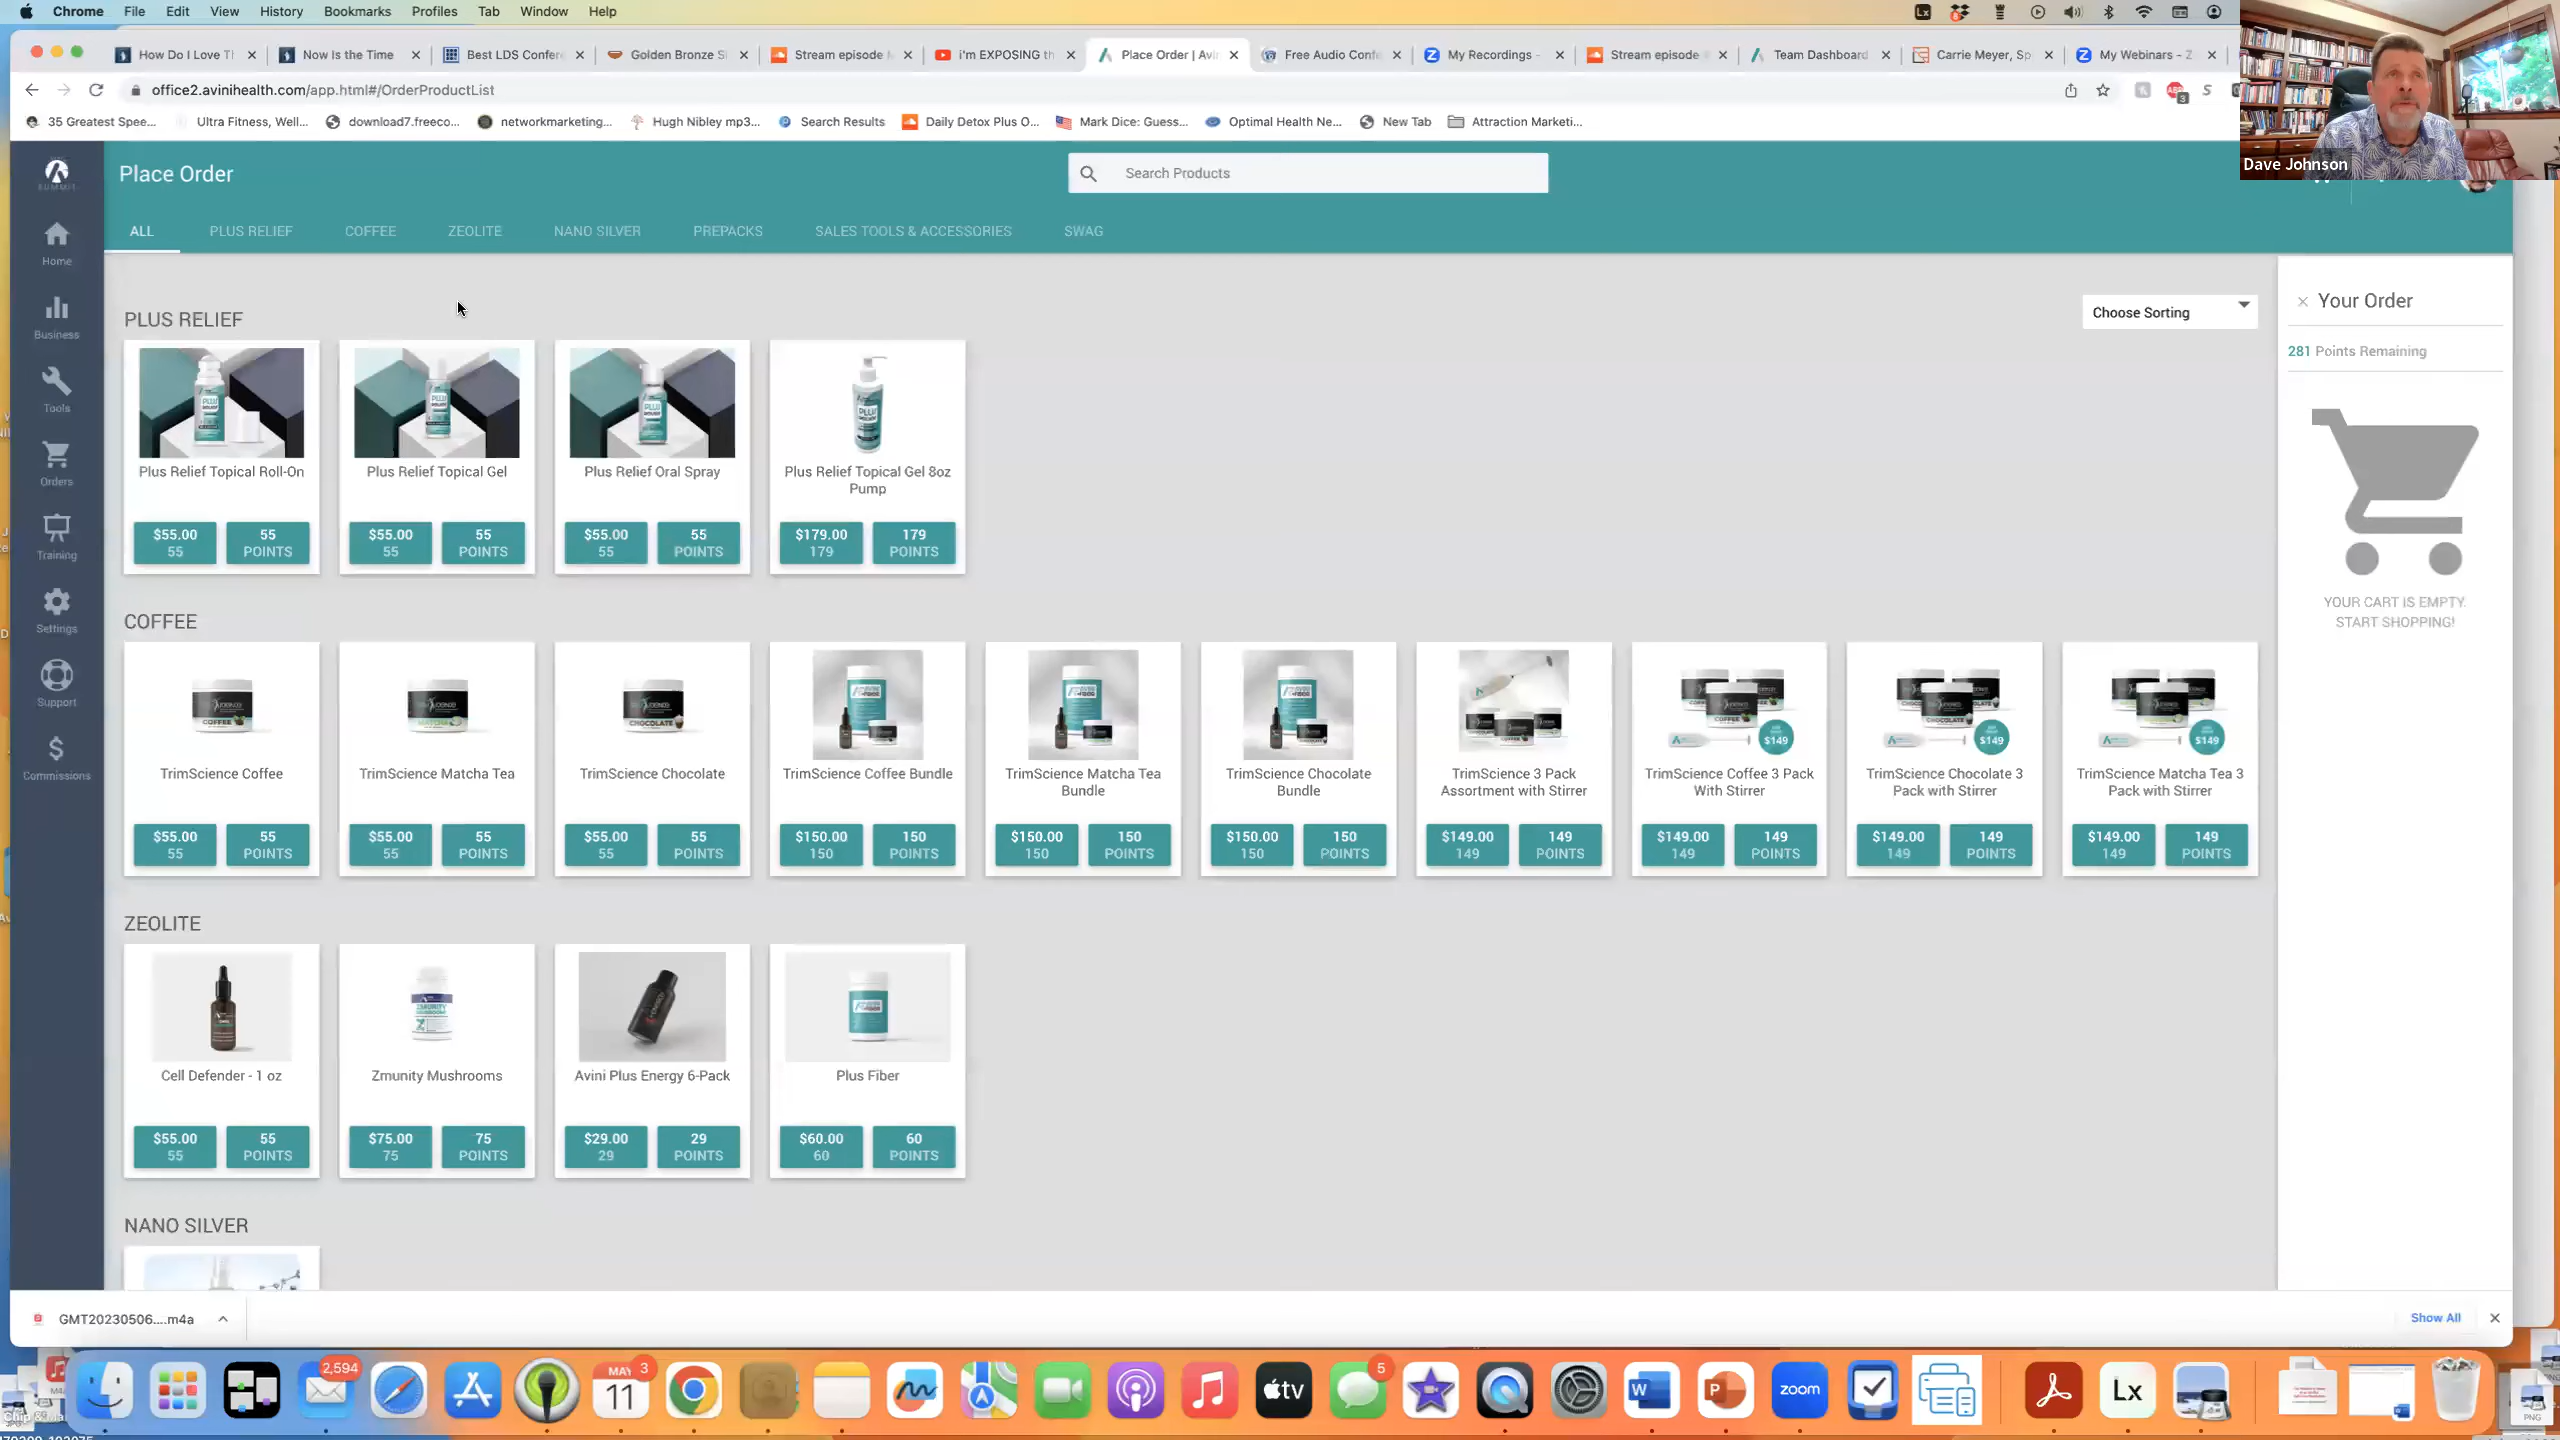 Chrome File Edit View History Bookmarks Profiles Tab Window Help
How Do I Love Th
Now Is the Time
Best LDS Confere
Golden Bronze S
Stream episode
i'm EXPOSING th
Place Order | Avin
Free Audio Confe
My Recordings -
Stream episode
Team Dashboard
Carrie Meyer, Sp
My Webinars - Z
office2.avinihealth.com/app.html#/OrderProductList
35 Greatest Spee...
Ultra Fitness, Well...
download7.freeco...
networkmarketing...
Hugh Nibley mp3...
Search Results
Daily Detox Plus O...
Mark Dice: Guess...
Optimal Health Ne...
New Tab
Attraction Marketi...
Dave Johnson
SUMMIT
Place Order
Search Products
ALL PLUS RELIEF COFFEE ZEOLITE NANO SILVER PREPACKS SALES TOOLS & ACCESSORIES SWAG
Home
Business
Tools
Orders
Training
Settings
Support
Commissions
PLUS RELIEF
Choose Sorting
Plus Relief Topical Roll-On
$55.00 55
55 POINTS
Plus Relief Topical Gel
$55.00 55
55 POINTS
Plus Relief Oral Spray
$55.00 55
55 POINTS
Plus Relief Topical Gel 8oz
Pump
$179.00 179
179 POINTS
COFFEE
TrimScience Coffee
$55.00 55
55 POINTS
TrimScience Matcha Tea
$55.00 55
55 POINTS
TrimScience Chocolate
$55.00 55
55 POINTS
TrimScience Coffee Bundle
$150.00 150
150 POINTS
TrimScience Matcha Tea
Bundle
$150.00 150
150 POINTS
TrimScience Chocolate
Bundle
$150.00 150
150 POINTS
TrimScience 3 Pack
Assortment with Stirrer
$149.00 149
149 POINTS
$149
TrimScience Coffee 3 Pack
With Stirrer
$149.00 149
149 POINTS
$149
TrimScience Chocolate 3
Pack with Stirrer
$149.00 149
149 POINTS
$149
TrimScience Matcha Tea 3
Pack with Stirrer
$149.00 149
149 POINTS
ZEOLITE
Cell Defender - 1 oz
$55.00 55
55 POINTS
Zmunity Mushrooms
$75.00 75
75 POINTS
Avini Plus Energy 6-Pack
$29.00 29
29 POINTS
Plus Fiber
$60.00 60
60 POINTS
NANO SILVER
Your Order
281 Points Remaining
YOUR CART IS EMPTY.
START SHOPPING!
GMT20230506....m4a
Show All
2,594
MAY 3
11
tv
5
zoom
Lx
PNG